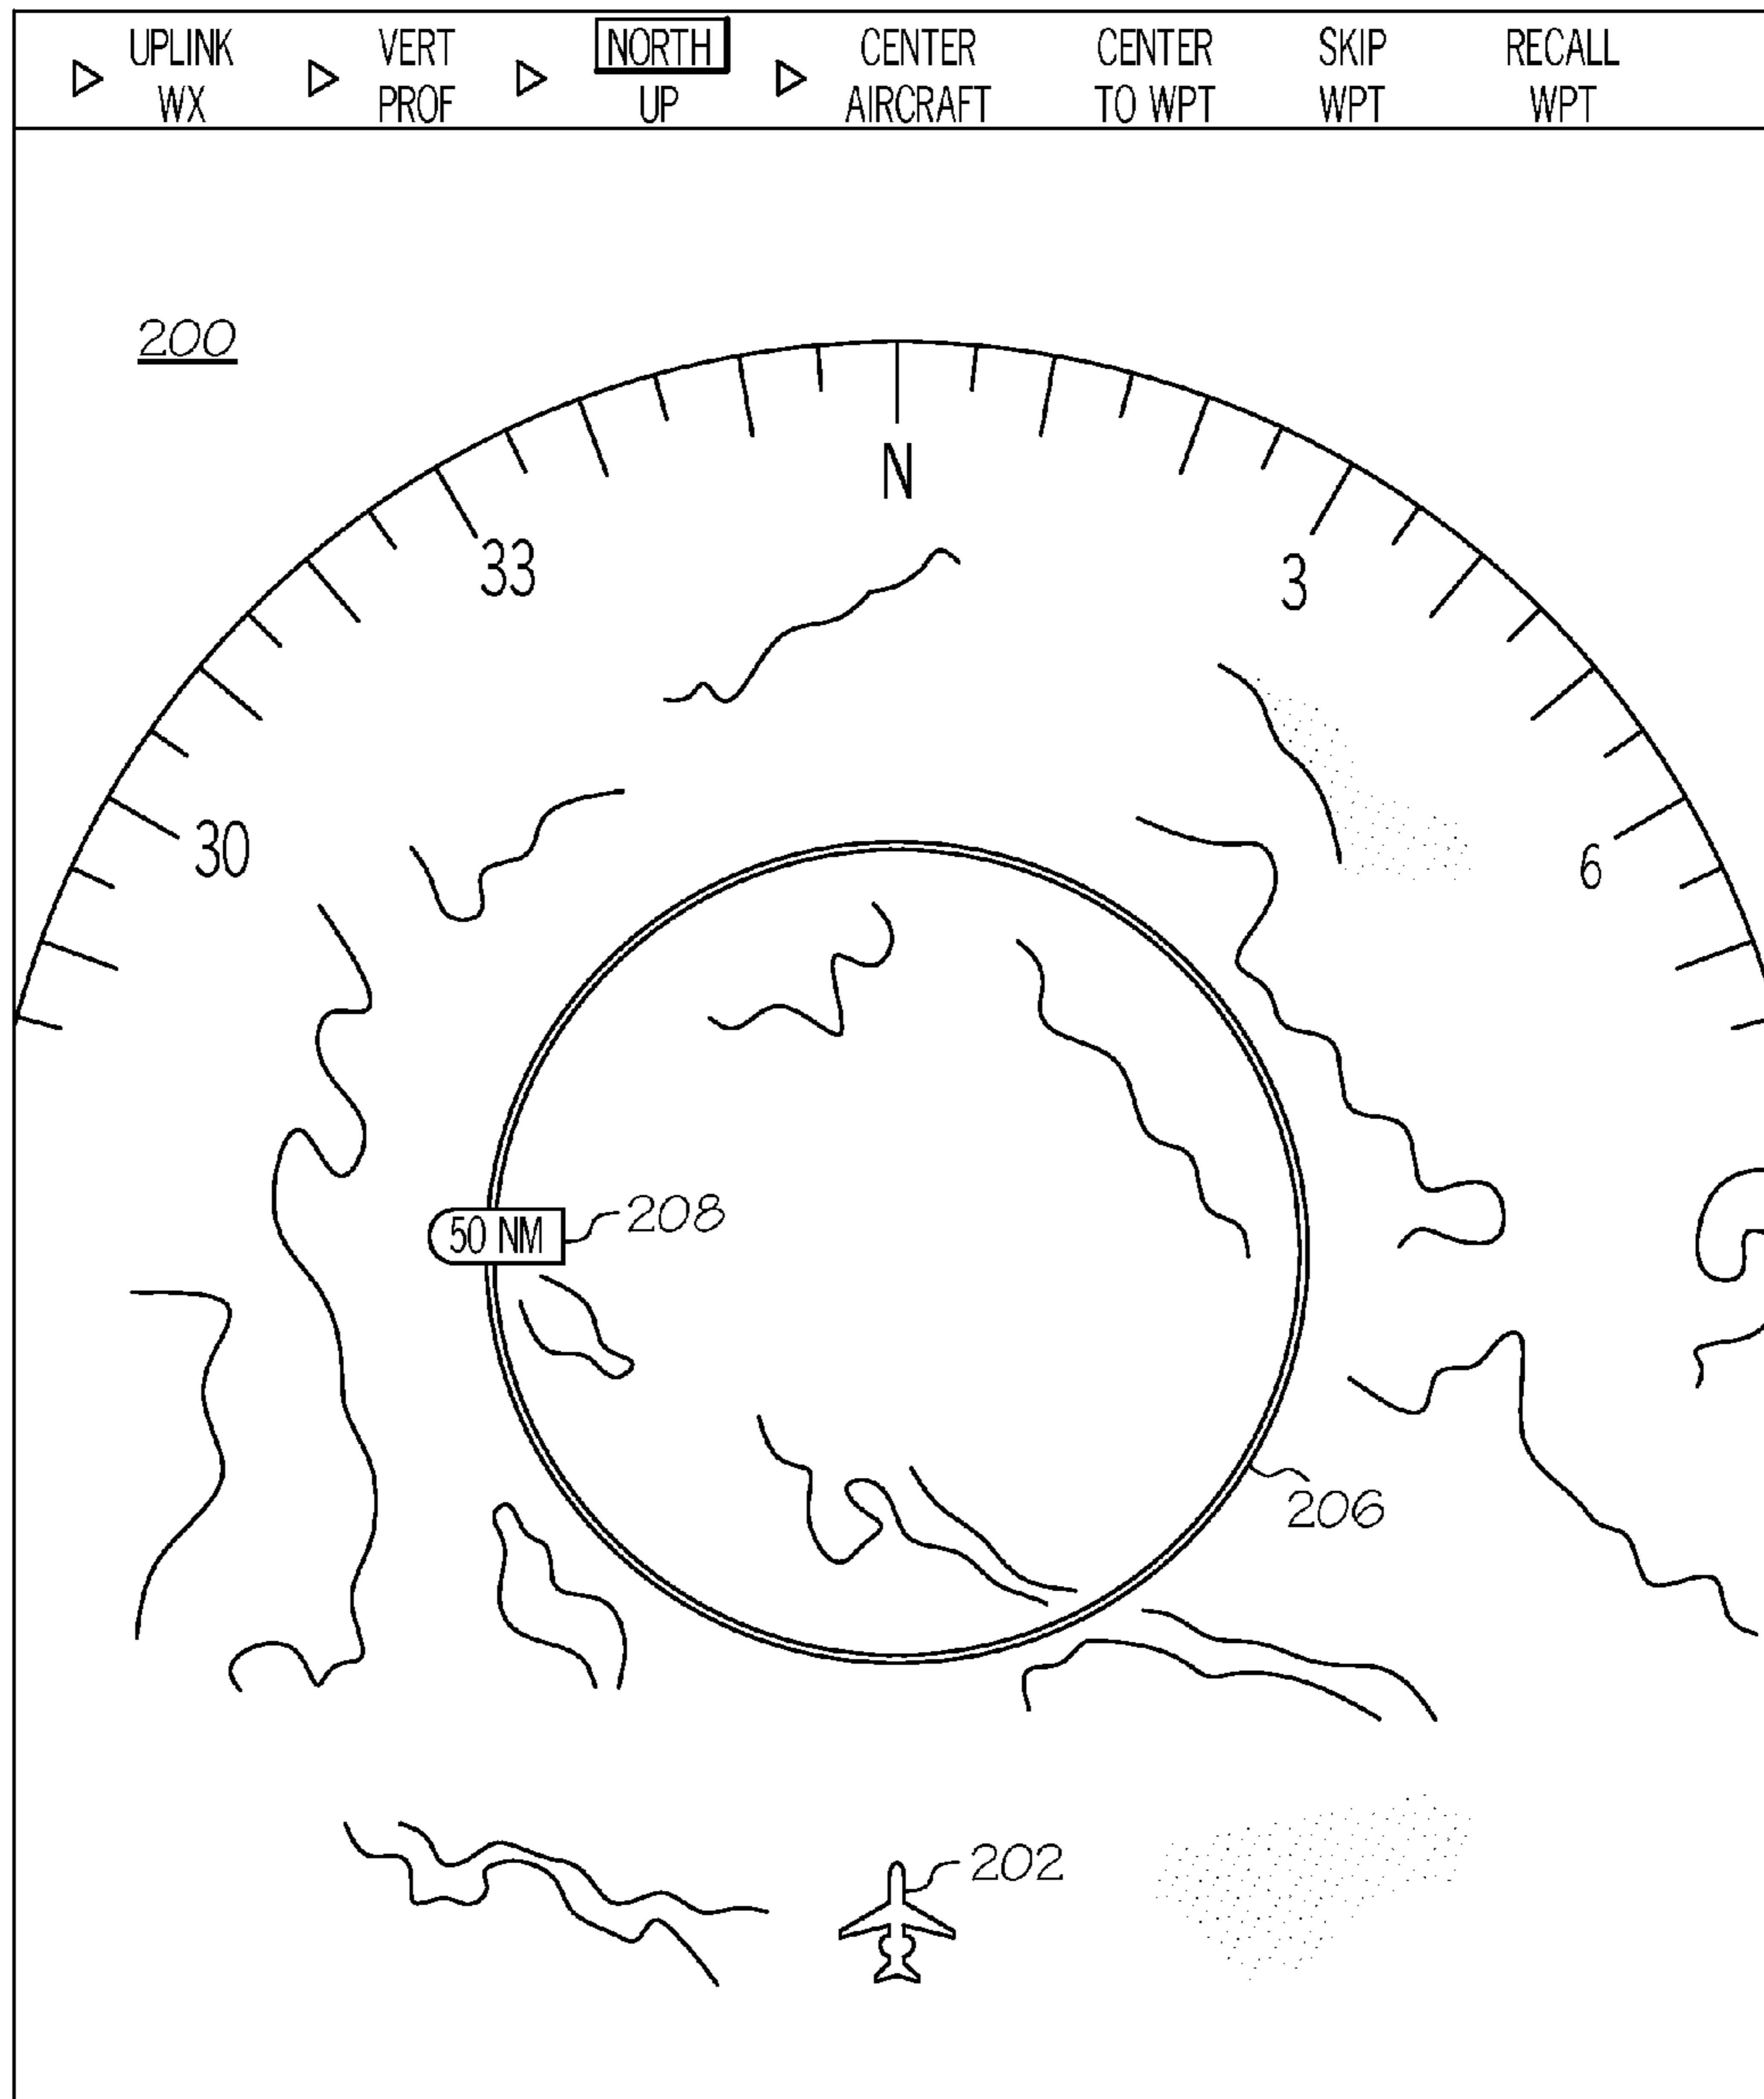 UPLINK WX
VERT PROF
NORTH UP
CENTER AIRCRAFT
CENTER TO WPT
SKIP WPT
RECALL WPT
200
N
33
3
30
6
50 NM
208
206
202